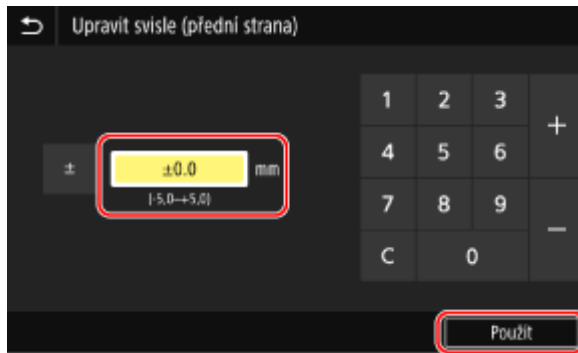 Upravit svisle (přední strana)
1 2 3 +
4 5 6
± ±0.0 mm
(-5,0–+5,0)
7 8 9 −
C 0
Použít